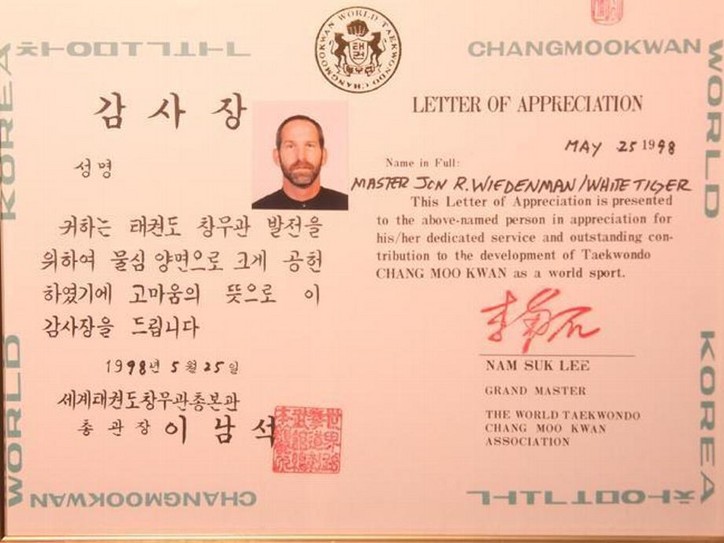 CHANGMOOKWAN WORLD TAEKWONDO
CHANGMOOKWAN
KOREA
WORLD
감 사 장
성명
귀하는 태권도 창무관 발전을
위하여 물심 양면으로 크게 공헌
하였기에 고마움의 뜻으로 이
감사장을 드립니다
1998년 5월 25일
세계태권도창무관총본관
총 관 장 이 남 석
LETTER OF APPRECIATION
MAY 25 1998
Name in Full:
MASTER JON R. WIEDENMAN/WHITE TIGER
This Letter of Appreciation is presented
to the above-named person in appreciation for
his/her dedicated service and outstanding con-
tribution to the development of Taekwondo
CHANG MOO KWAN as a world sport.
NAM SUK LEE
GRAND MASTER
THE WORLD TAEKWONDO
CHANG MOO KWAN
ASSOCIATION
WORLD
KOREA
CHANGMOOKWAN